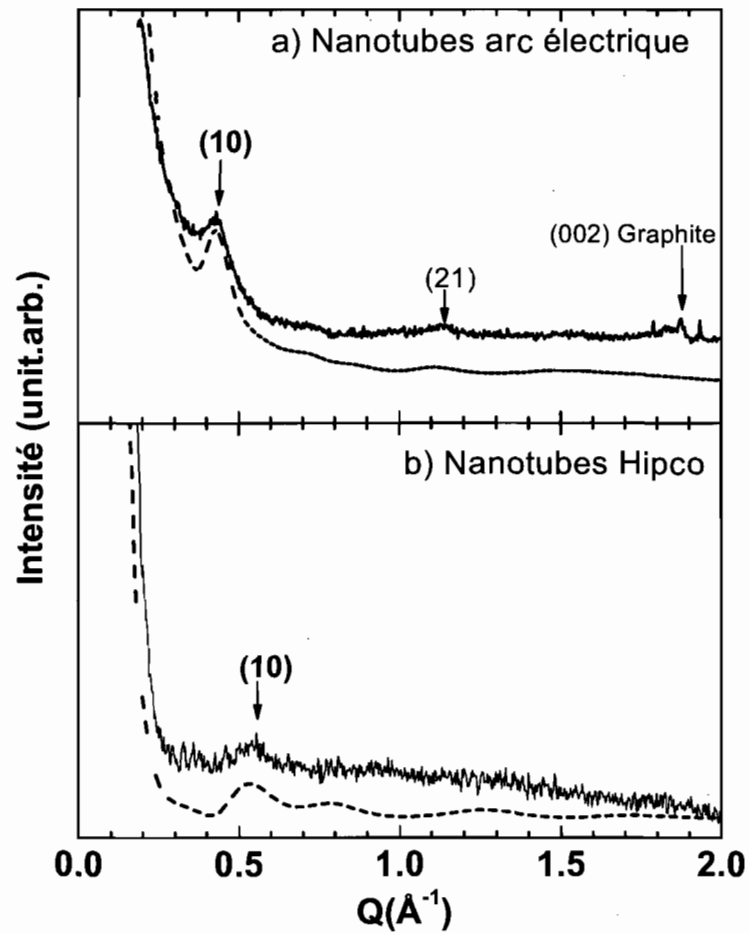 a) Nanotubes arc électrique
(10)
(002) Graphite
(21)
Intensité (unit.arb.)
b) Nanotubes Hipco
(10)
0.0 0.5 1.0 1.5 2.0
Q(Å⁻¹)